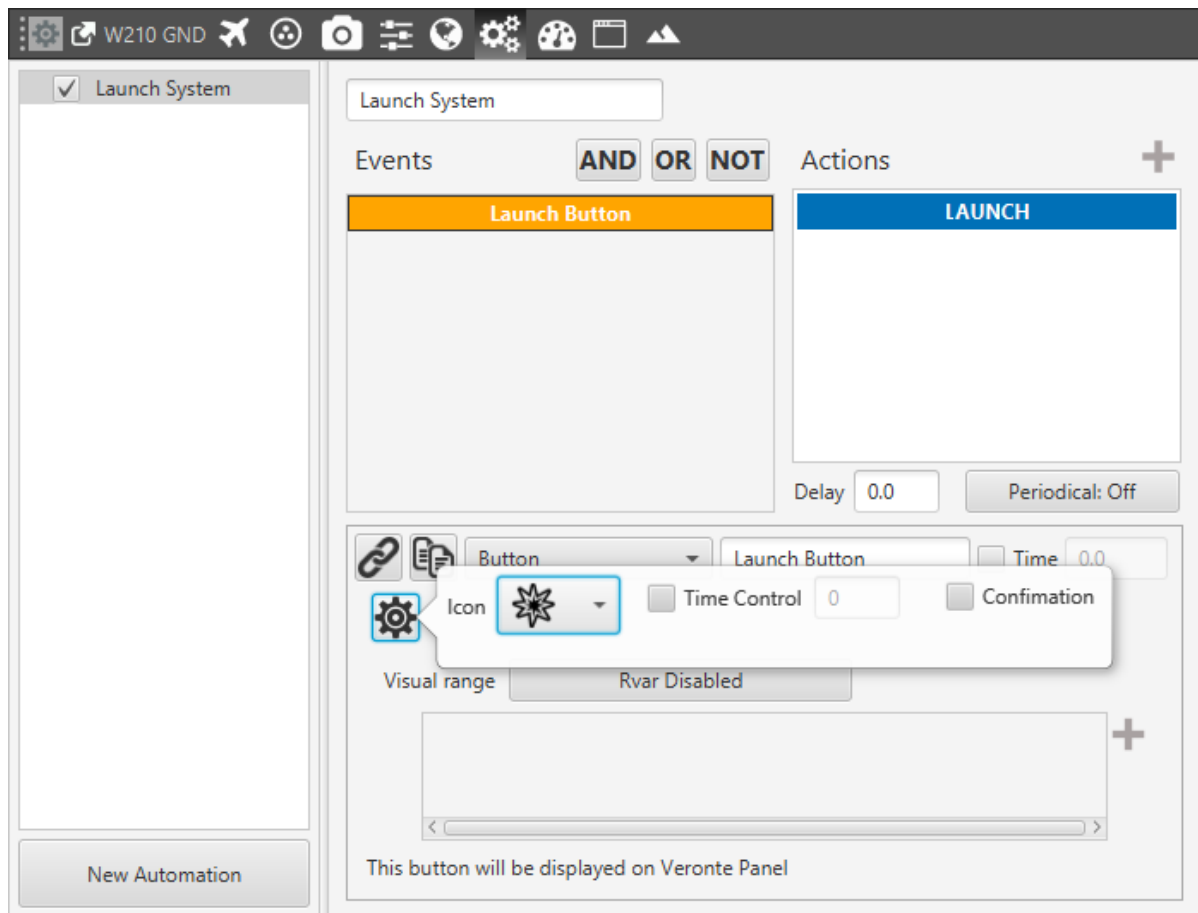 W210 GND
Launch System
Launch System
Events AND OR NOT Actions
Launch Button LAUNCH
Delay 0.0 Periodical: Off
Button Launch Button Time 0.0
Icon Time Control 0 Confimation
Visual range Rvar Disabled
This button will be displayed on Veronte Panel
New Automation